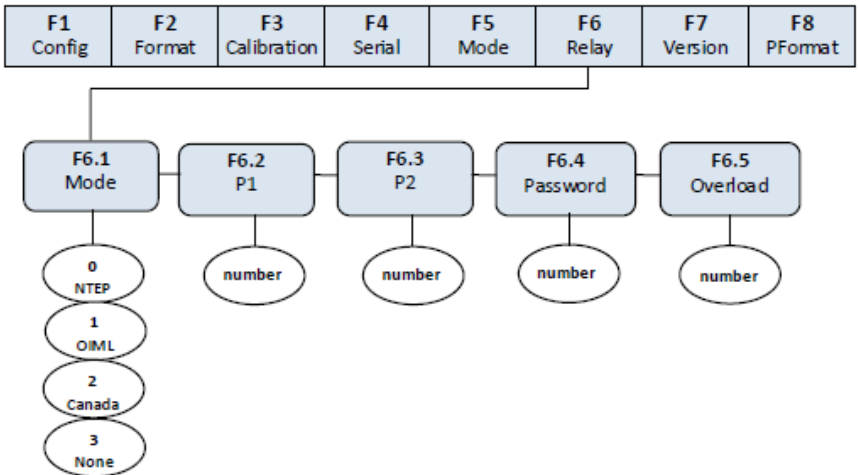 F1 F2 F3 F4 F5 F6 F7 F8
Config Format Calibration Serial Mode Relay Version PFormat
F6.1 F6.2 F6.3 F6.4 F6.5
Mode P1 P2 Password Overload
0 number number number number
NTEP
1
OIML
2
Canada
3
None